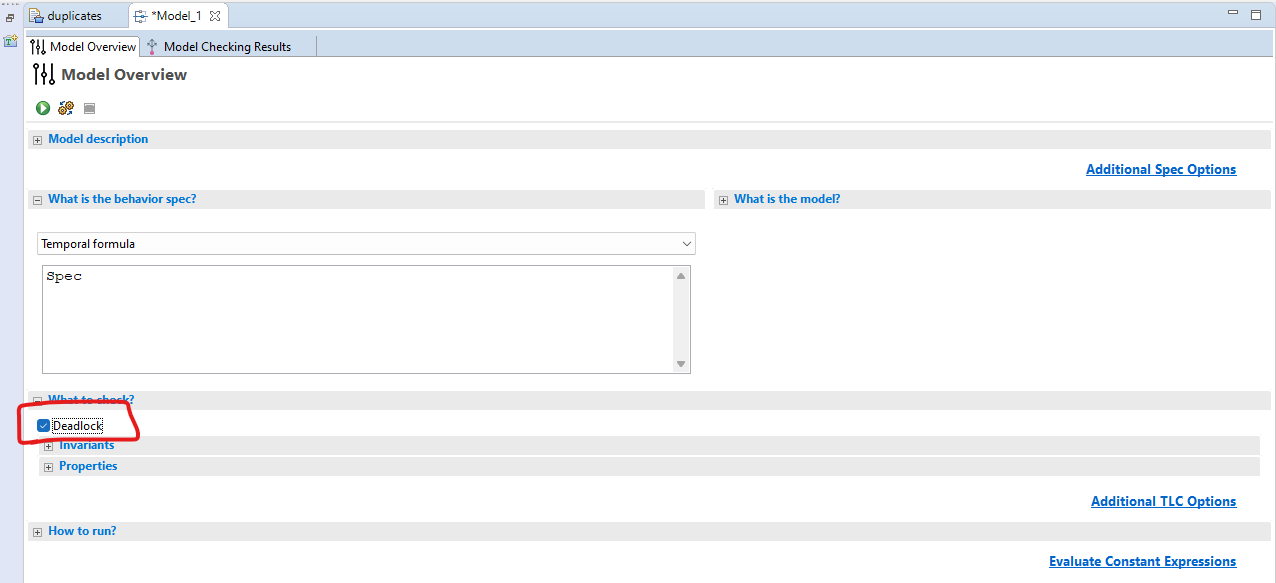 duplicates
*Model_1
Model Overview
Model Checking Results
Model Overview
Model description
Additional Spec Options
What is the behavior spec?
What is the model?
Temporal formula
Spec
What to check?
Deadlock
Invariants
Properties
Additional TLC Options
How to run?
Evaluate Constant Expressions